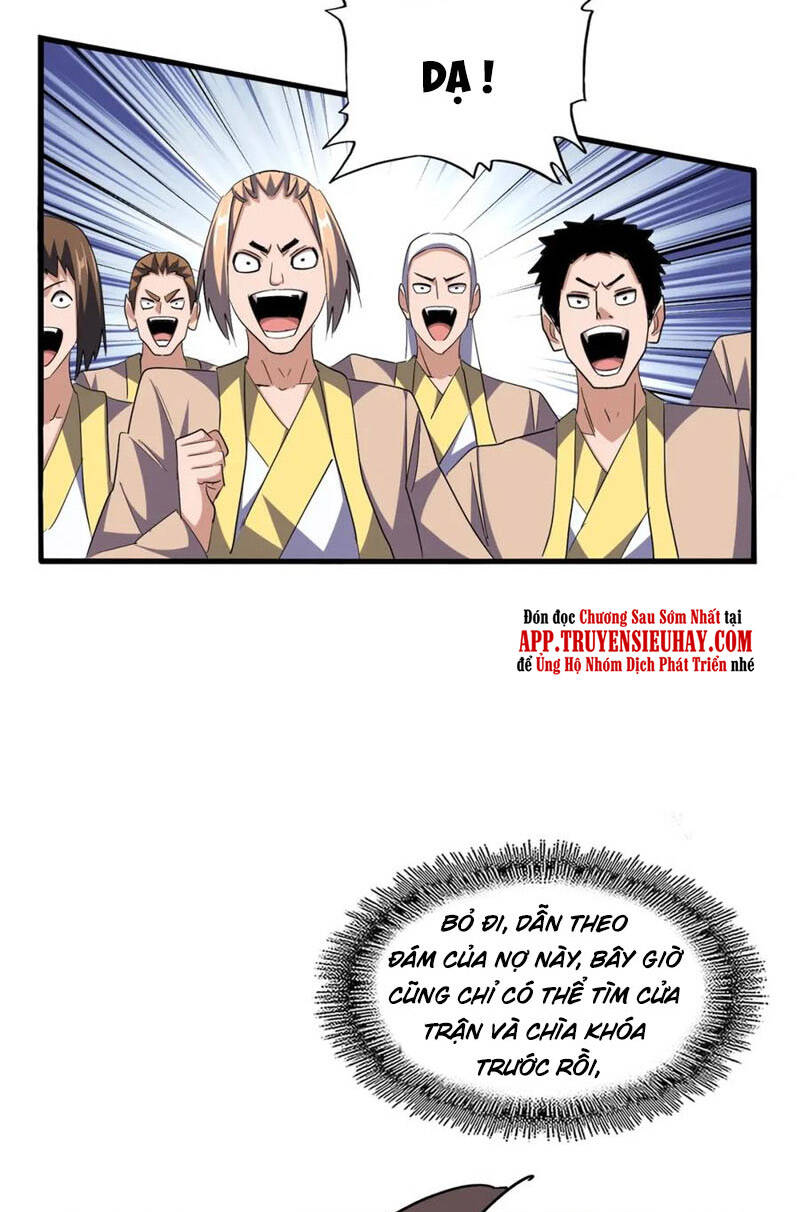 DẠ !
Đón đọc Chương Sau Sớm Nhất tại
APP.TRUYENSIEUHAY.COM
để Ủng Hộ Nhóm Dịch Phát Triển nhé
BỎ ĐI, DẪN THEO
ĐÁM CỦA NỢ NÀY, BÂY GIỜ
CŨNG CHỈ CÓ THỂ TÌM CỬA
TRẬN VÀ CHÌA KHÓA
TRƯỚC RỒI,